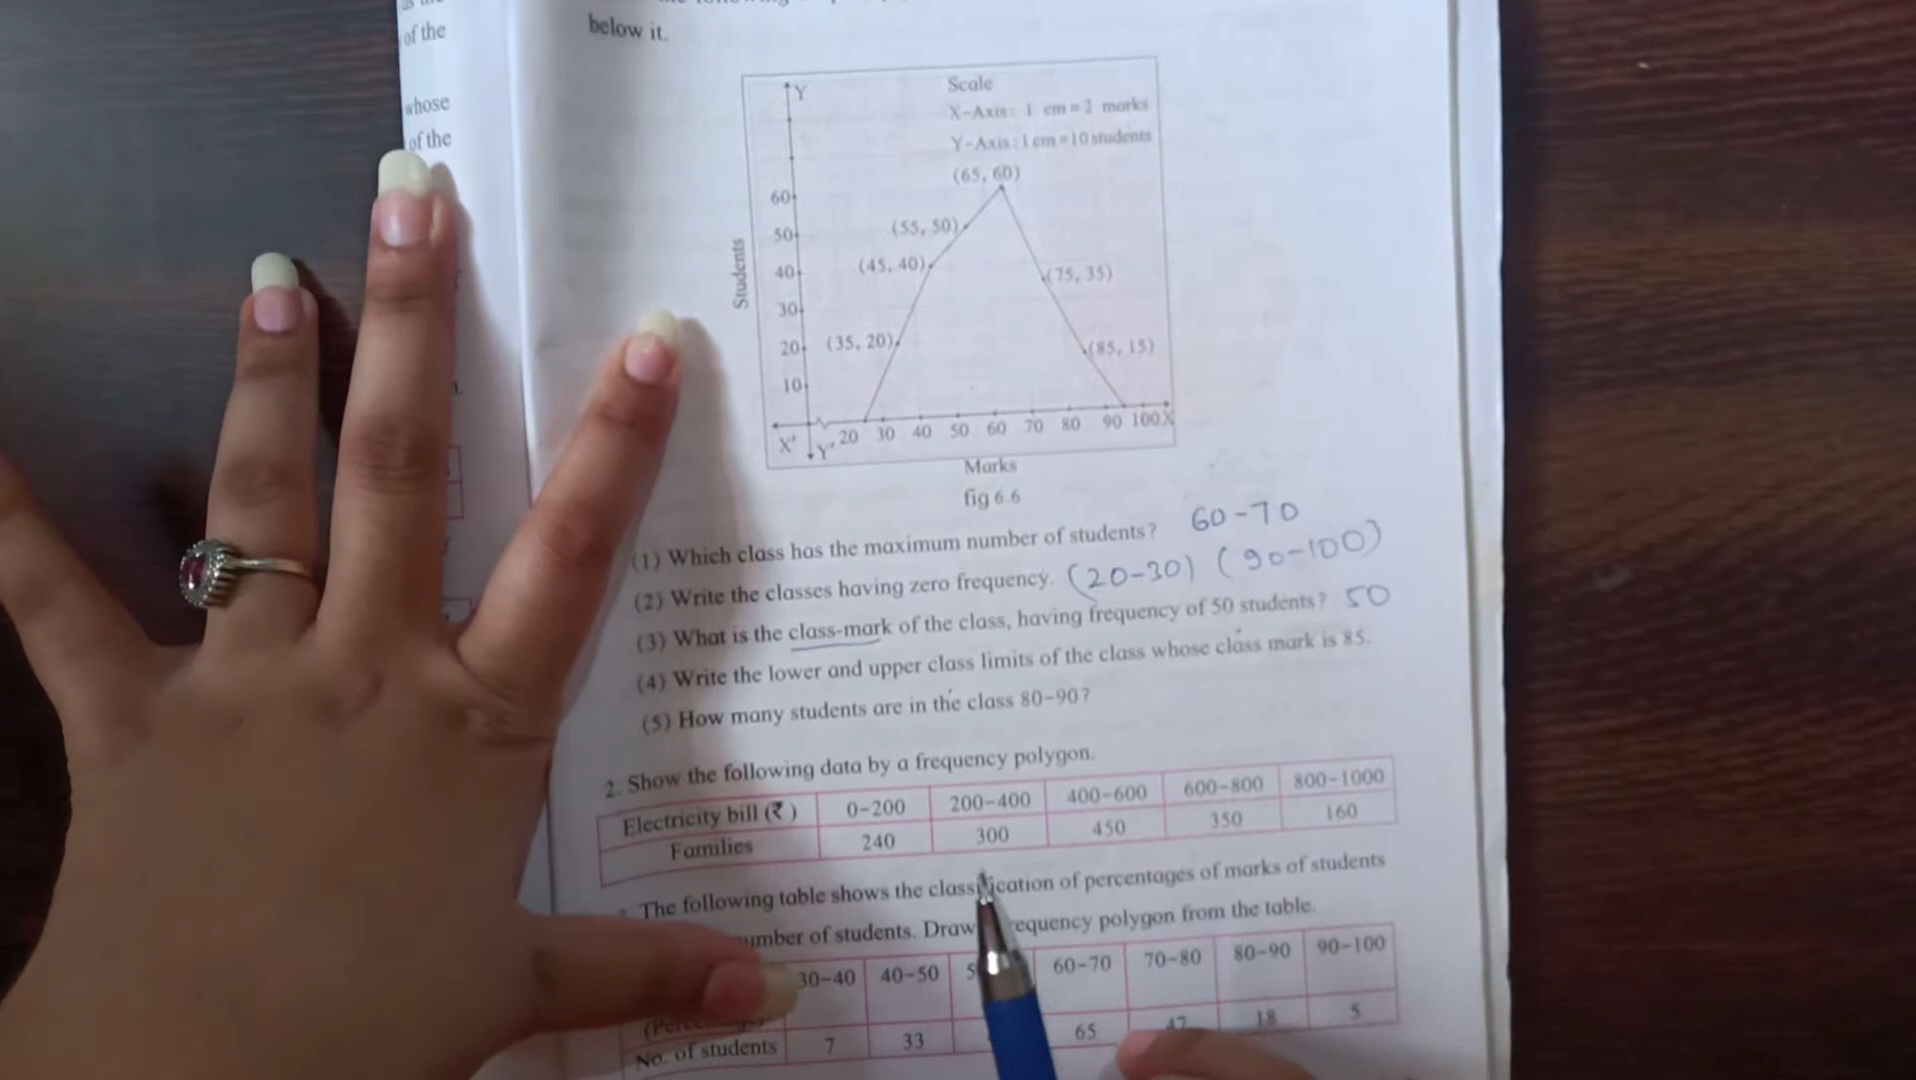 of the
whose
of the
below it.
Y
Scale
X-Axis: 1 cm = 2 marks
Y-Axis: 1 cm = 10 students
(65, 60)
60
(55, 50)
50
(45, 40)
40
(75, 35)
30
(35, 20)
20
(85, 15)
10
Students
X' Y' 20 30 40 50 60 70 80 90 100 X
Marks
fig 6.6
(1) Which class has the maximum number of students? 60-70
(2) Write the classes having zero frequency. (20-30) (90-100)
(3) What is the class-mark of the class, having frequency of 50 students? 50
(4) Write the lower and upper class limits of the class whose class mark is 85.
(5) How many students are in the class 80-90?
2. Show the following data by a frequency polygon.
Electricity bill (₹) 0-200 200-400 400-600 600-800 800-1000
Families 240 300 450 350 160
The following table shows the classification of percentages of marks of students
number of students. Draw frequency polygon from the table.
30-40 40-50 60-70 70-80 80-90 90-100
No. of students 7 33 65 47 18 5